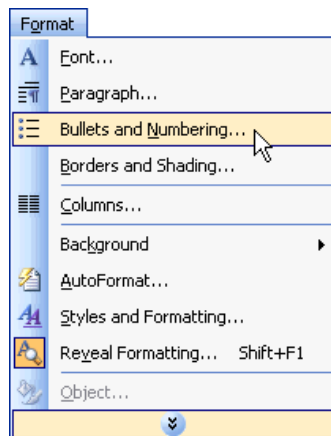 Format
Font...
Paragraph...
Bullets and Numbering...
Borders and Shading...
Columns...
Background
AutoFormat...
Styles and Formatting...
Reveal Formatting... Shift+F1
Object...